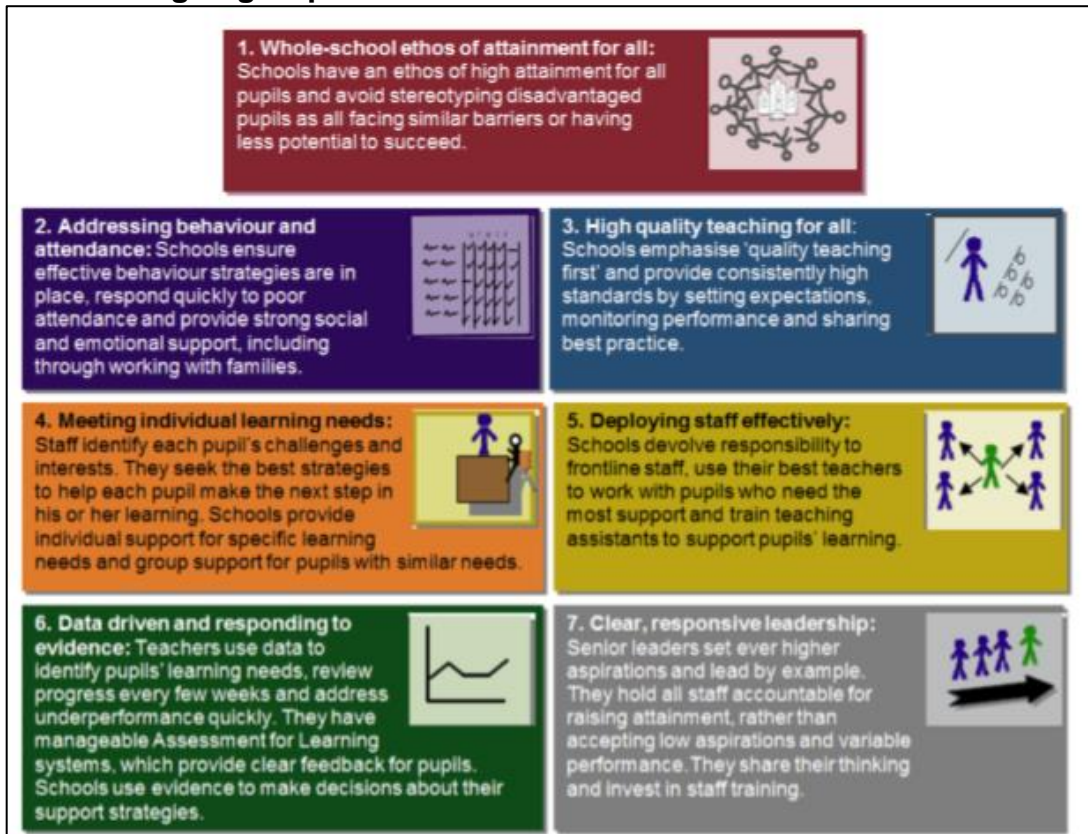 1. Whole-school ethos of attainment for all:
Schools have an ethos of high attainment for all
pupils and avoid stereotyping disadvantaged
pupils as all facing similar barriers or having
less potential to succeed.
2. Addressing behaviour and
attendance: Schools ensure
effective behaviour strategies are in
place, respond quickly to poor
attendance and provide strong social
and emotional support, including
through working with families.
3. High quality teaching for all:
Schools emphasise 'quality teaching
first' and provide consistently high
standards by setting expectations,
monitoring performance and sharing
best practice.
4. Meeting individual learning needs:
Staff identify each pupil's challenges and
interests. They seek the best strategies
to help each pupil make the next step in
his or her learning. Schools provide
individual support for specific learning
needs and group support for pupils with similar needs.
5. Deploying staff effectively:
Schools devolve responsibility to
frontline staff, use their best teachers
to work with pupils who need the
most support and train teaching
assistants to support pupils' learning.
6. Data driven and responding to
evidence: Teachers use data to
identify pupils' learning needs, review
progress every few weeks and address
underperformance quickly. They have
manageable Assessment for Learning
systems, which provide clear feedback for pupils.
Schools use evidence to make decisions about their
support strategies.
7. Clear, responsive leadership:
Senior leaders set ever higher
aspirations and lead by example.
They hold all staff accountable for
raising attainment, rather than
accepting low aspirations and variable
performance. They share their thinking
and invest in staff training.